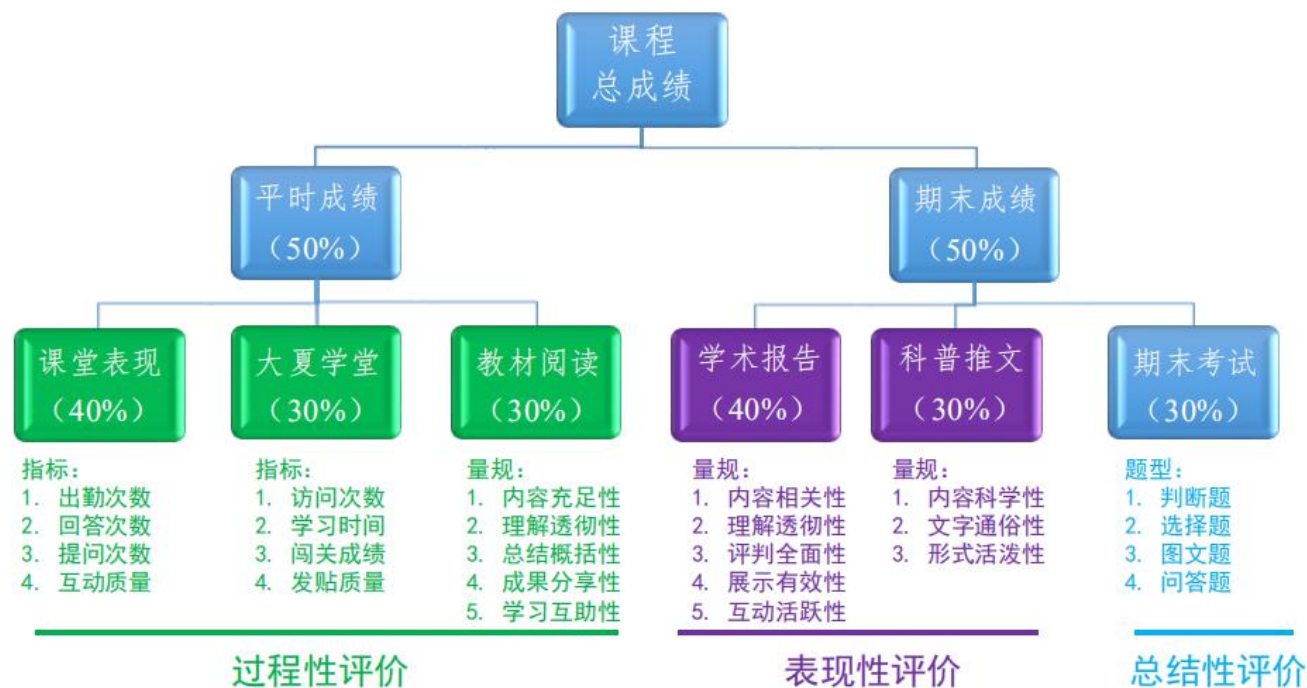 课程
总成绩
平时成绩
（50%）
期末成绩
（50%）
课堂表现
（40%）
大夏学堂
（30%）
教材阅读
（30%）
学术报告
（40%）
科普推文
（30%）
期末考试
（30%）
指标：
1. 出勤次数
2. 回答次数
3. 提问次数
4. 互动质量
指标：
1. 访问次数
2. 学习时间
3. 闯关成绩
4. 发贴质量
量规：
1. 内容充足性
2. 理解透彻性
3. 总结概括性
4. 成果分享性
5. 学习互助性
量规：
1. 内容相关性
2. 理解透彻性
3. 评判全面性
4. 展示有效性
5. 互动活跃性
量规：
1. 内容科学性
2. 文字通俗性
3. 形式活泼性
题型：
1. 判断题
2. 选择题
3. 图文题
4. 问答题
过程性评价
表现性评价
总结性评价